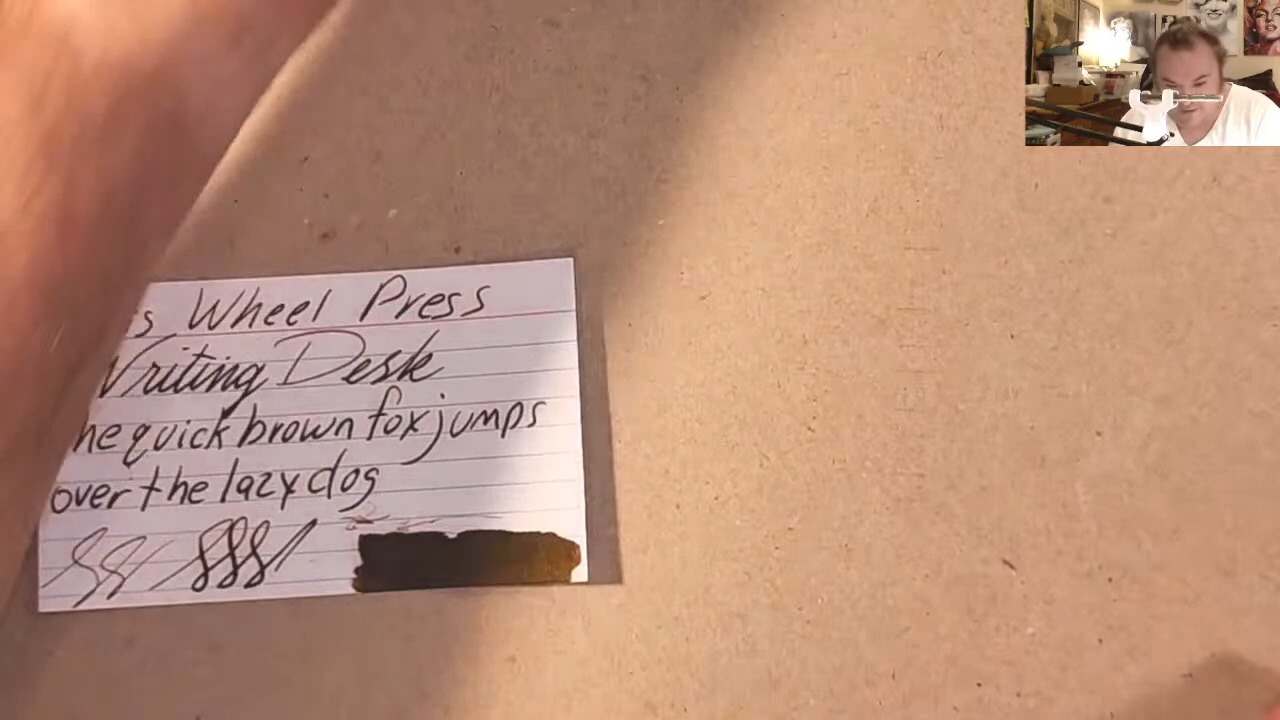 s Wheel Press
Writing Desk
he quick brown fox jumps
over the lazy dog